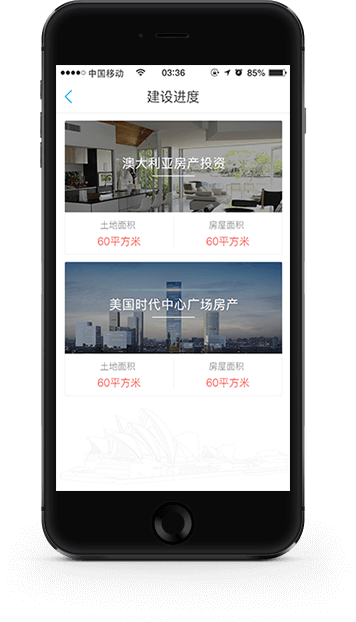 中国移动 03:36 85%
建设进度
澳大利亚房产投资
土地面积 房屋面积
60平方米 60平方米
美国时代中心广场房产
土地面积 房屋面积
60平方米 60平方米